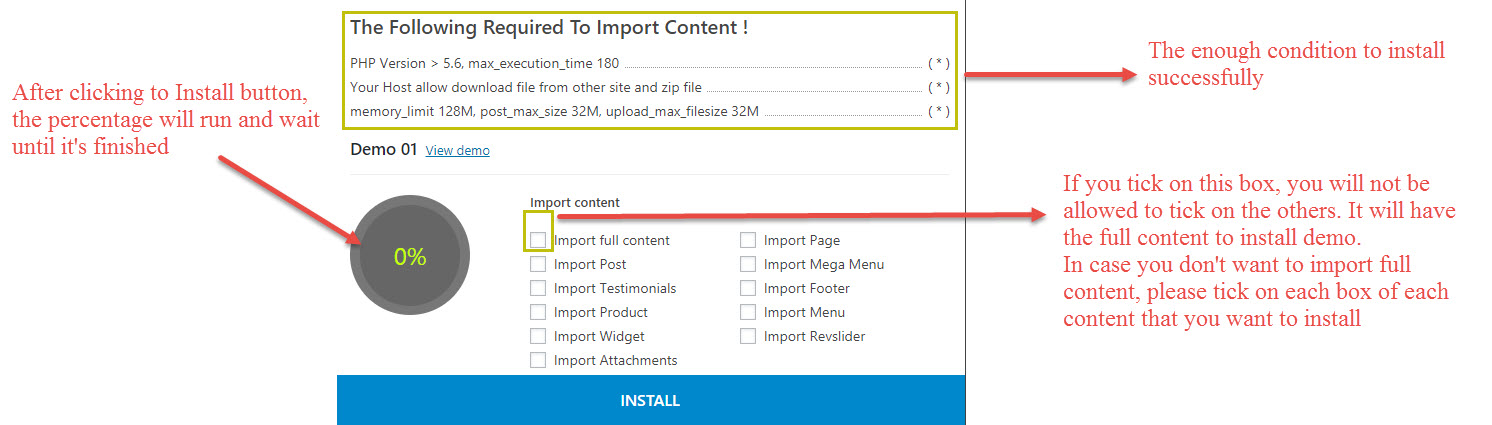 The Following Required To Import Content !
PHP Version > 5.6, max_execution_time 180 ( * )
Your Host allow download file from other site and zip file ( * )
memory_limit 128M, post_max_size 32M, upload_max_filesize 32M ( * )
The enough condition to install
successfully
After clicking to Install button,
the percentage will run and wait
until it's finished
Demo 01 View demo
0%
Import content
Import full content
Import Post
Import Testimonials
Import Product
Import Widget
Import Attachments
Import Page
Import Mega Menu
Import Footer
Import Menu
Import Revslider
If you tick on this box, you will not be
allowed to tick on the others. It will have
the full content to install demo.
In case you don't want to import full
content, please tick on each box of each
content that you want to install
INSTALL